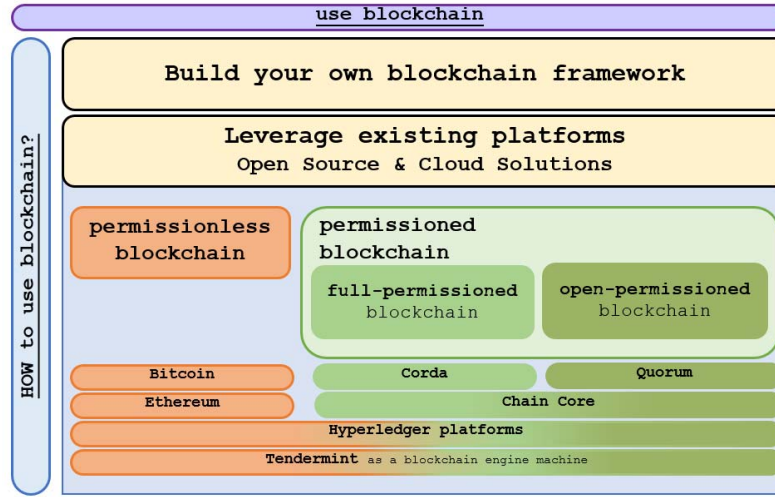 use blockchain
HOW to use blockchain?
Build your own blockchain framework
Leverage existing platforms
Open Source & Cloud Solutions
permissionless
blockchain
permissioned
blockchain
full-permissioned
blockchain
open-permissioned
blockchain
Bitcoin
Corda
Quorum
Ethereum
Chain Core
Hyperledger platforms
Tendermint as a blockchain engine machine